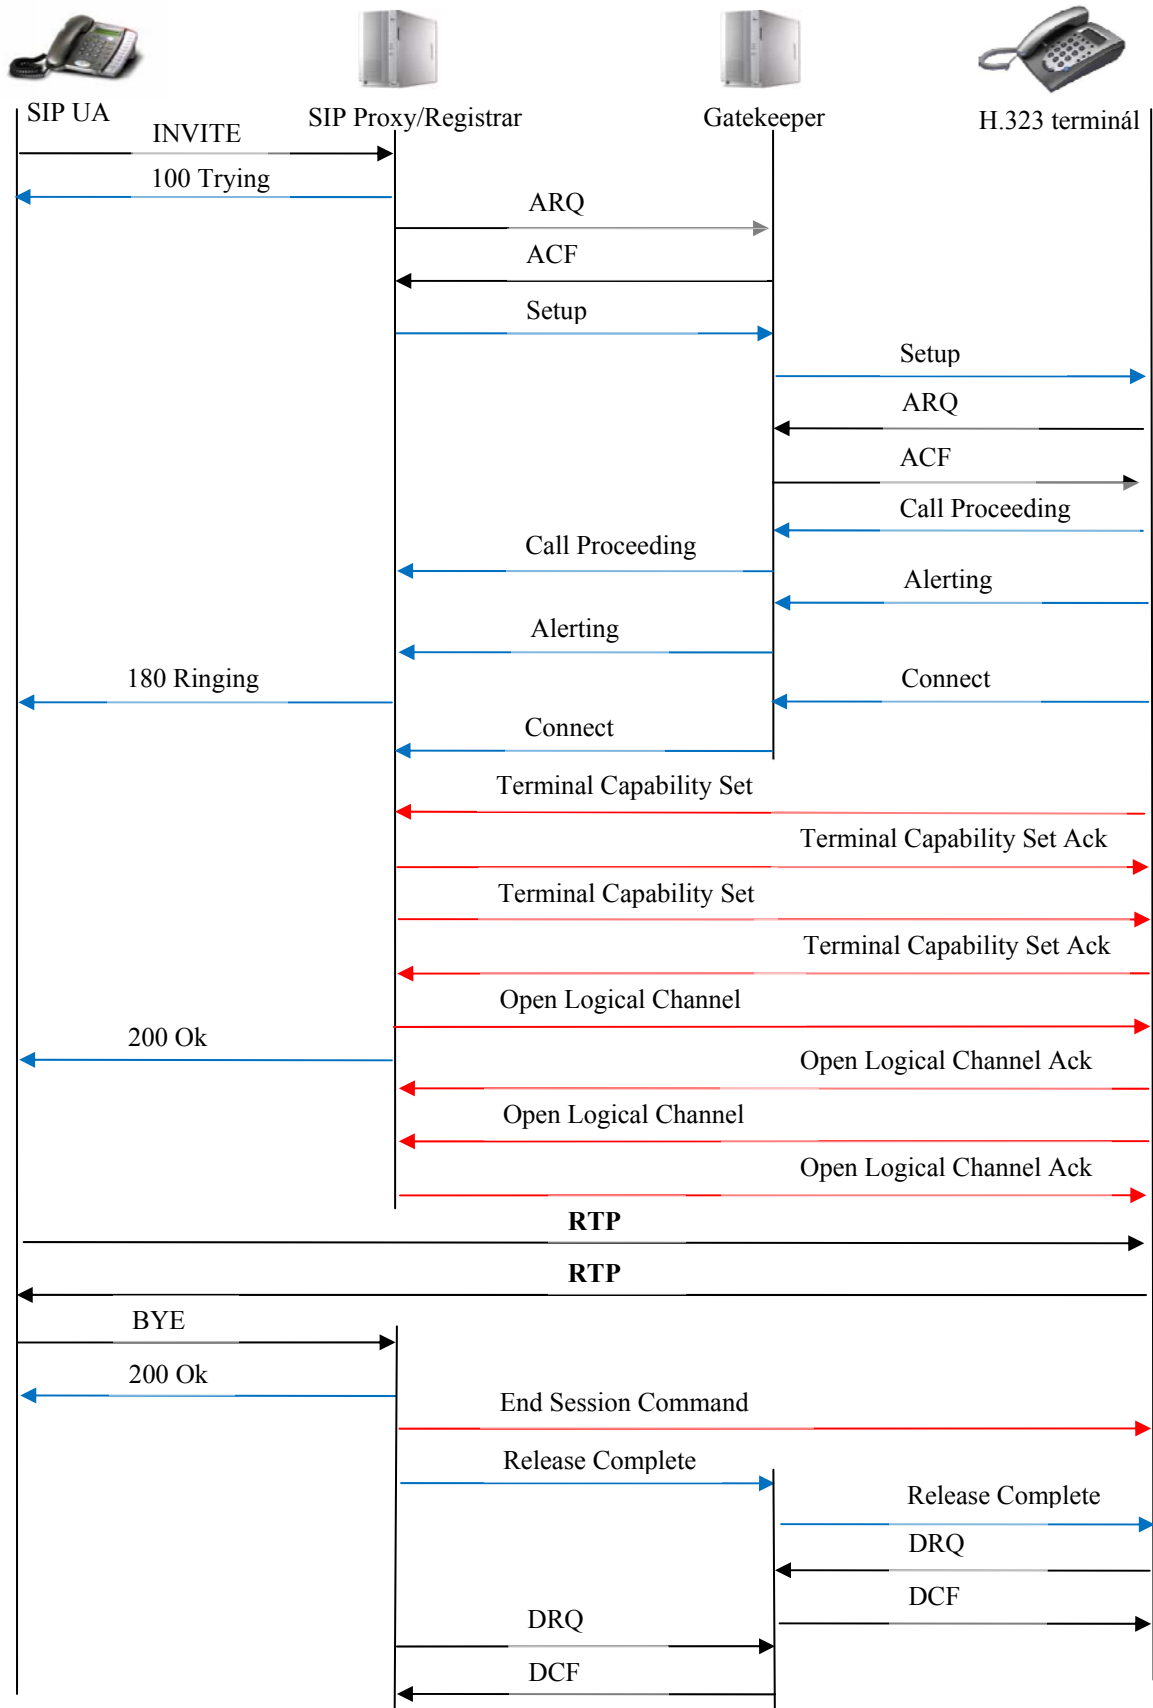 SIP UA
SIP Proxy/Registrar
Gatekeeper
H.323 terminál
INVITE
100 Trying
ARQ
ACF
Setup
Setup
ARQ
ACF
Call Proceeding
Call Proceeding
Alerting
Alerting
180 Ringing
Connect
Connect
Terminal Capability Set
Terminal Capability Set Ack
Terminal Capability Set
Terminal Capability Set Ack
Open Logical Channel
200 Ok
Open Logical Channel Ack
Open Logical Channel
Open Logical Channel Ack
RTP
RTP
BYE
200 Ok
End Session Command
Release Complete
Release Complete
DRQ
DCF
DRQ
DCF